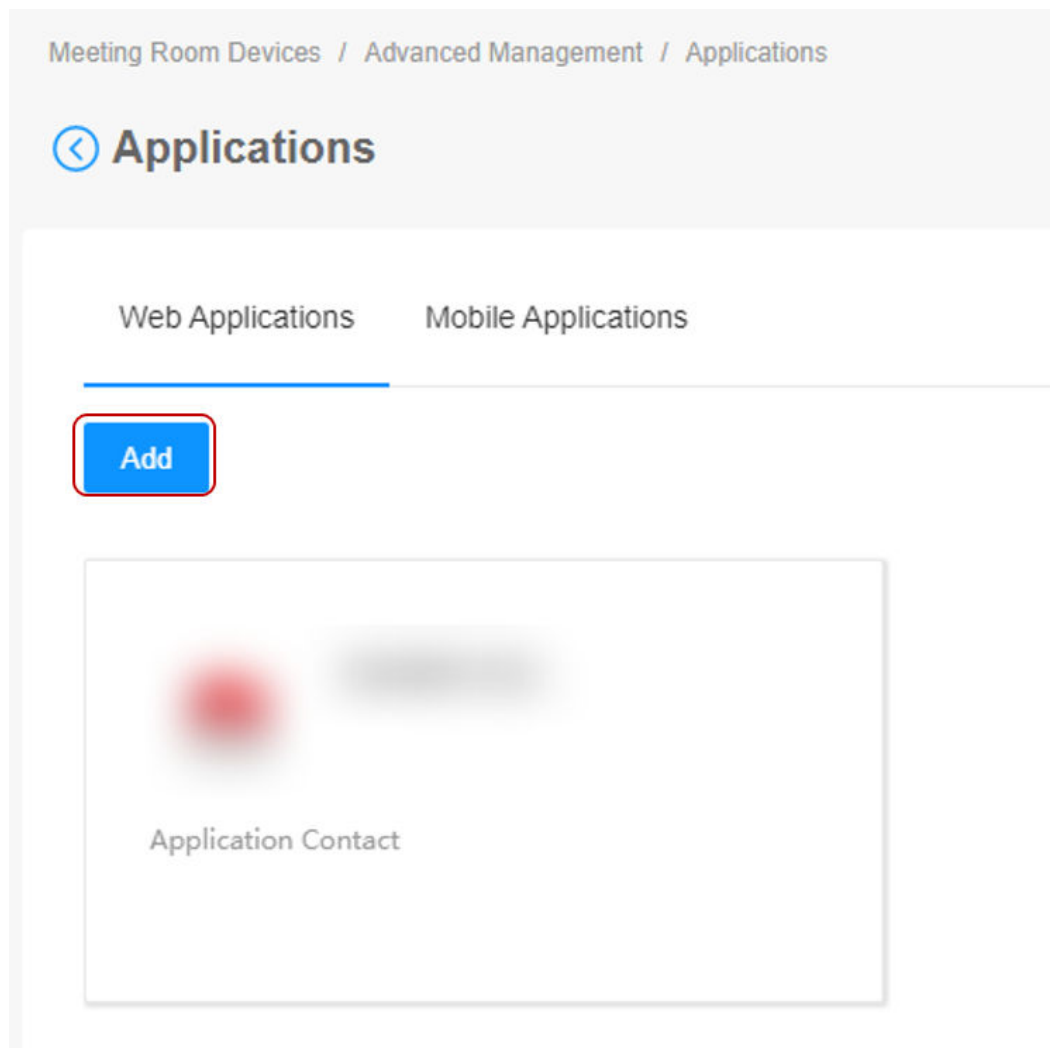 Meeting Room Devices / Advanced Management / Applications
Applications
Web Applications Mobile Applications
Add
Application Contact